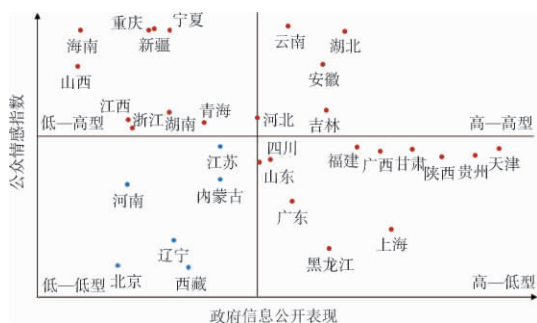 重庆
宁夏
云南
海南
新疆
湖北
山西
安徽
江西
浙江
湖南
青海
河北
吉林
低—高型
高—高型
公众情感指数
江苏
四川
福建
广西
甘肃
陕西
贵州
天津
山东
河南
内蒙古
广东
辽宁
上海
黑龙江
北京
西藏
低—低型
高—低型
政府信息公开表现